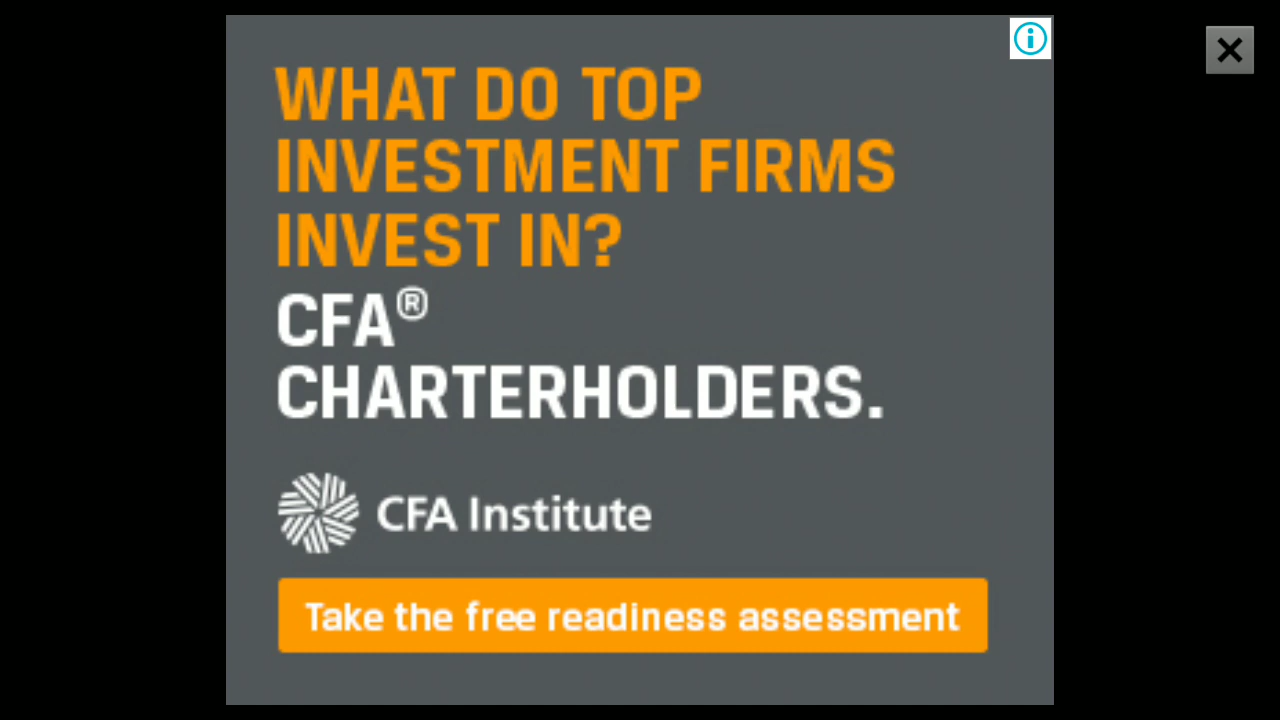 WHAT DO TOP
INVESTMENT FIRMS
INVEST IN?
CFA®
CHARTERHOLDERS.
CFA Institute
Take the free readiness assessment